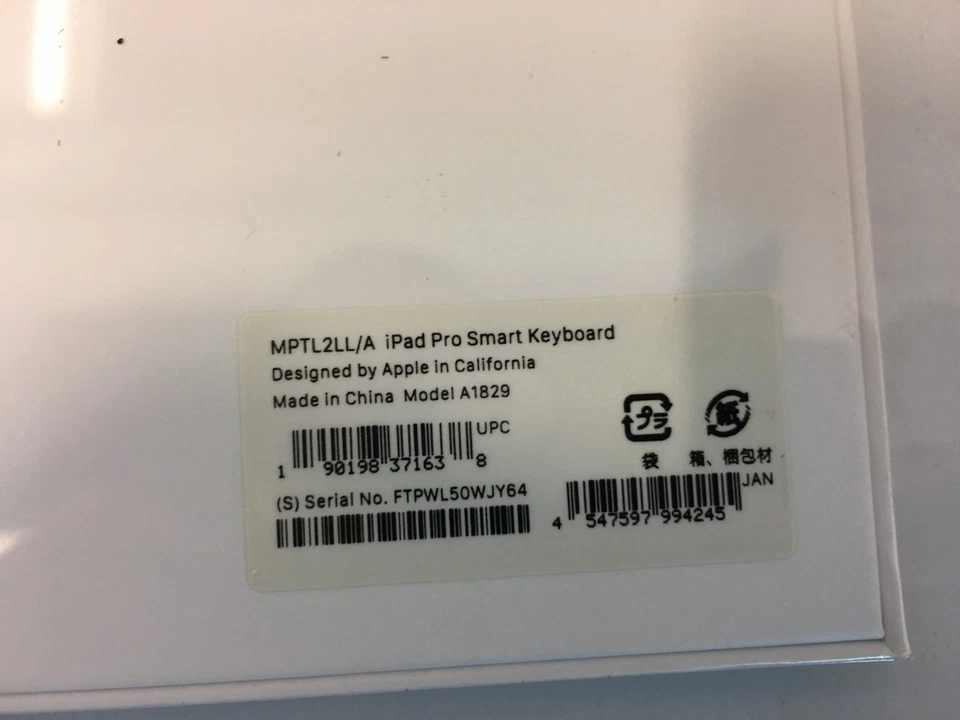 MPTL2LL/A iPad Pro Smart Keyboard
Designed by Apple in California
Made in China Model A1829
UPC
1 90198 37163 8
(S) Serial No. FTPWL50WJY64
プラ 紙
袋 箱、梱包材
JAN
4 547597 994245